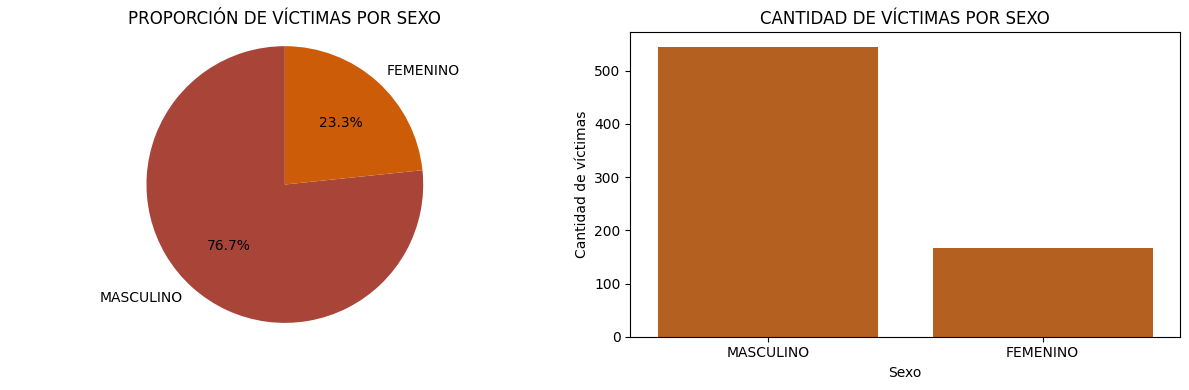 PROPORCIÓN DE VÍCTIMAS POR SEXO
FEMENINO
23.3%
76.7%
MASCULINO
CANTIDAD DE VÍCTIMAS POR SEXO
Cantidad de víctimas
500
400
300
200
100
0
MASCULINO
FEMENINO
Sexo